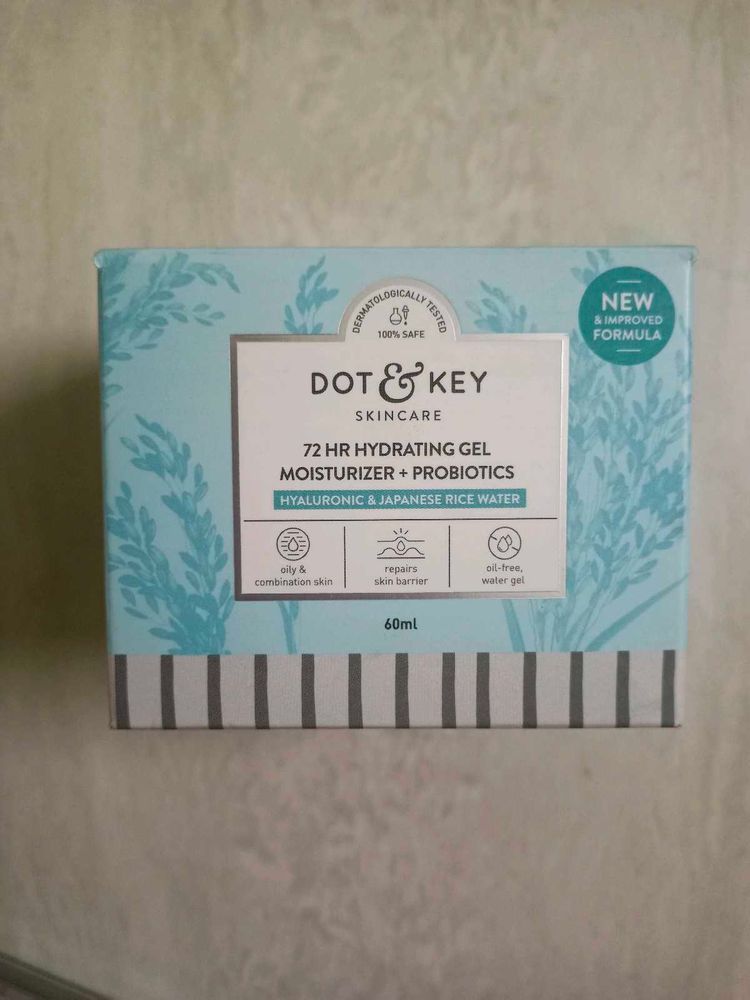 DERMATOLOGICALLY TESTED
100% SAFE
NEW
& IMPROVED
FORMULA
DOT & KEY
SKINCARE
72 HR HYDRATING GEL
MOISTURIZER + PROBIOTICS
HYALURONIC & JAPANESE RICE WATER
oily &
combination skin
repairs
skin barrier
oil-free,
water gel
60ml